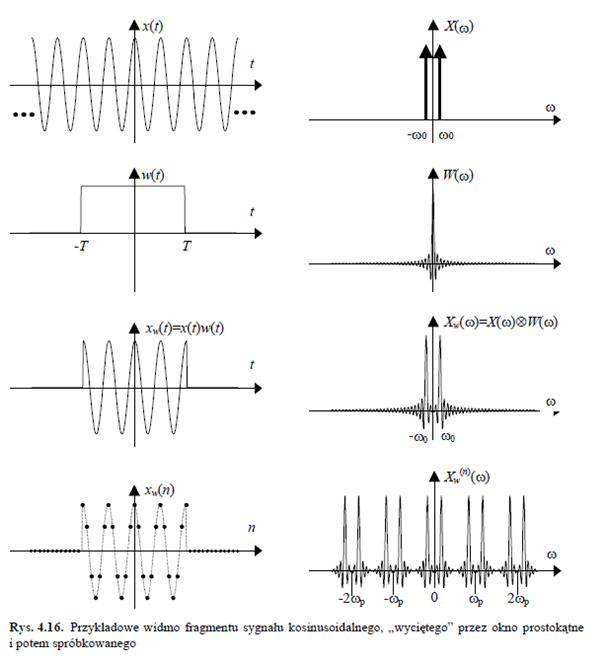 x(t)
X(ω)
t
ω
-ω0 ω0
w(t)
W(ω)
t
ω
-T T
xw(t)=x(t)w(t)
Xw(ω)=X(ω)⊗W(ω)
t
ω
-ω0 ω0
xw(n)
Xw(n)(ω)
n
ω
-2ωp -ωp 0 ωp 2ωp
Rys. 4.16. Przykładowe widmo fragmentu sygnału kosinusoidalnego, „wyciętego” przez okno prostokątne
i potem spróbkowanego